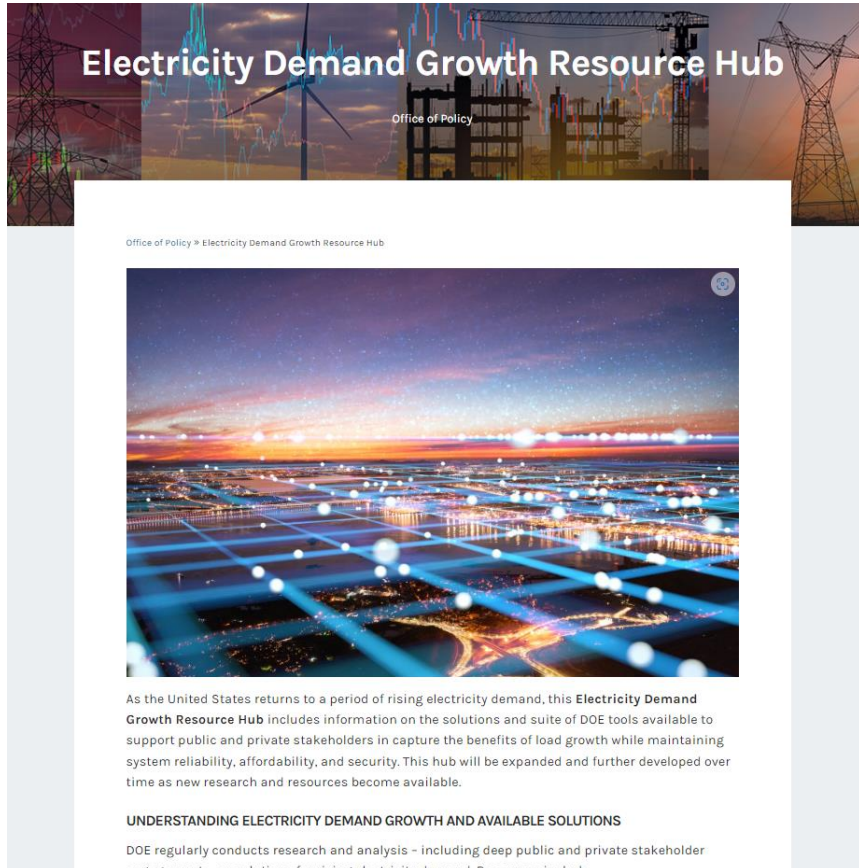 Electricity Demand Growth Resource Hub
Office of Policy
Office of Policy » Electricity Demand Growth Resource Hub
As the United States returns to a period of rising electricity demand, this Electricity Demand
Growth Resource Hub includes information on the solutions and suite of DOE tools available to
support public and private stakeholders in capture the benefits of load growth while maintaining
system reliability, affordability, and security. This hub will be expanded and further developed over
time as new research and resources become available.
UNDERSTANDING ELECTRICITY DEMAND GROWTH AND AVAILABLE SOLUTIONS
DOE regularly conducts research and analysis – including deep public and private stakeholder